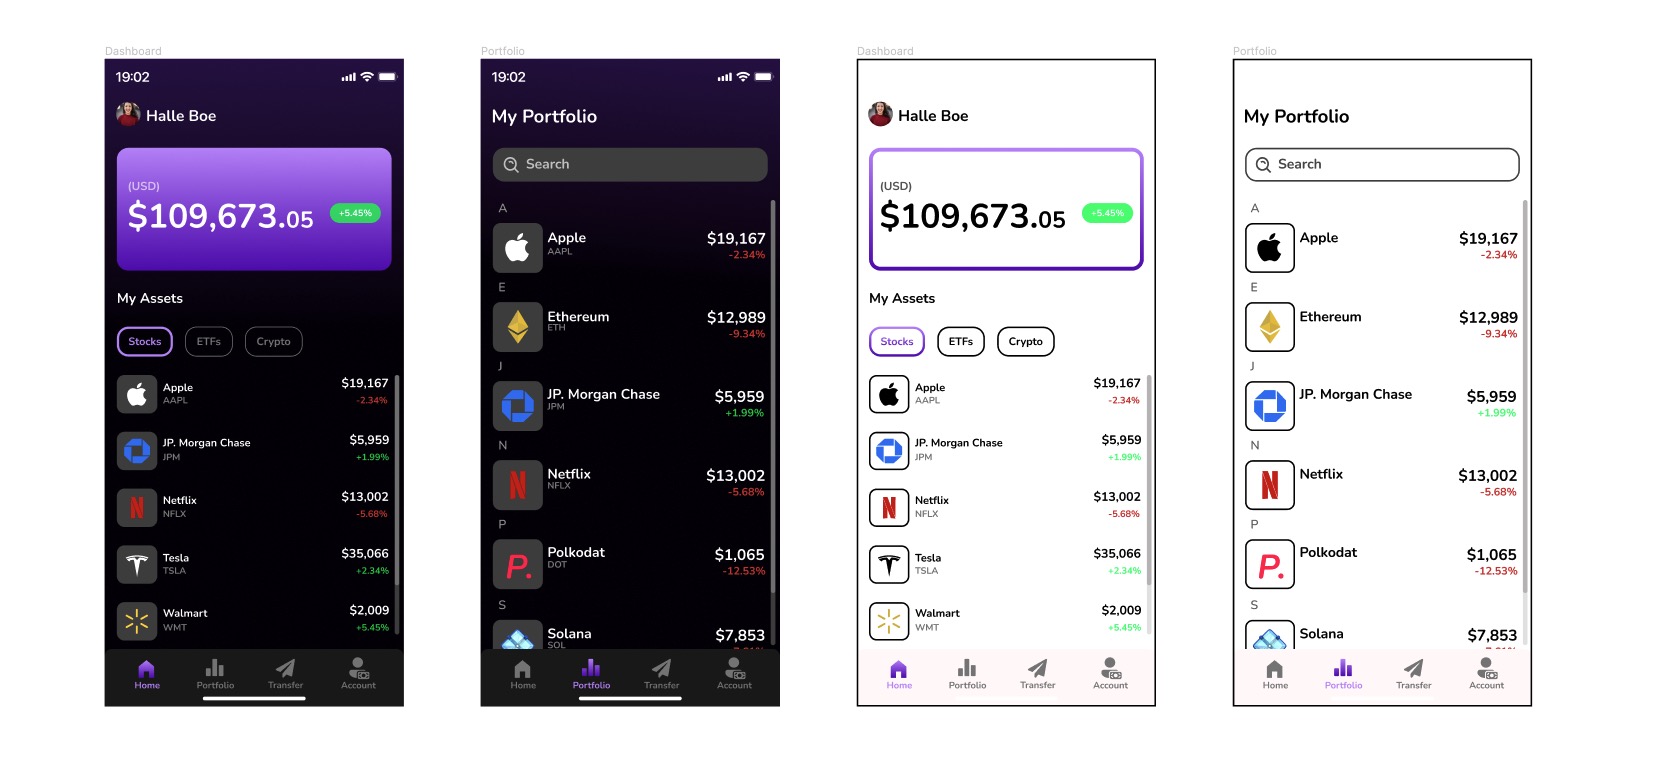 Dashboard
19:02
Halle Boe
(USD)
$109,673.05
+5.45%
My Assets
Stocks ETFs Crypto
Apple $19,167
AAPL -2.34%
JP. Morgan Chase $5,959
JPM +1.99%
Netflix $13,002
NFLX -5.68%
Tesla $35,066
TSLA +2.34%
Walmart $2,009
WMT +5.45%
Home Portfolio Transfer Account
Portfolio
19:02
My Portfolio
Search
A
Apple $19,167
AAPL -2.34%
E
Ethereum $12,989
ETH -9.34%
J
JP. Morgan Chase $5,959
JPM +1.99%
N
Netflix $13,002
NFLX -5.68%
P
Polkodat $1,065
DOT -12.53%
S
Solana $7,853
SOL
Home Portfolio Transfer Account
Dashboard
Halle Boe
(USD)
$109,673.05
+5.45%
My Assets
Stocks ETFs Crypto
Apple $19,167
AAPL -2.34%
JP. Morgan Chase $5,959
JPM +1.99%
Netflix $13,002
NFLX -5.68%
Tesla $35,066
TSLA +2.34%
Walmart $2,009
WMT +5.45%
Home Portfolio Transfer Account
Portfolio
My Portfolio
Search
A
Apple $19,167
-2.34%
E
Ethereum $12,989
-9.34%
J
JP. Morgan Chase $5,959
+1.99%
N
Netflix $13,002
-5.68%
P
Polkodat $1,065
-12.53%
S
Solana $7,853
Home Portfolio Transfer Account